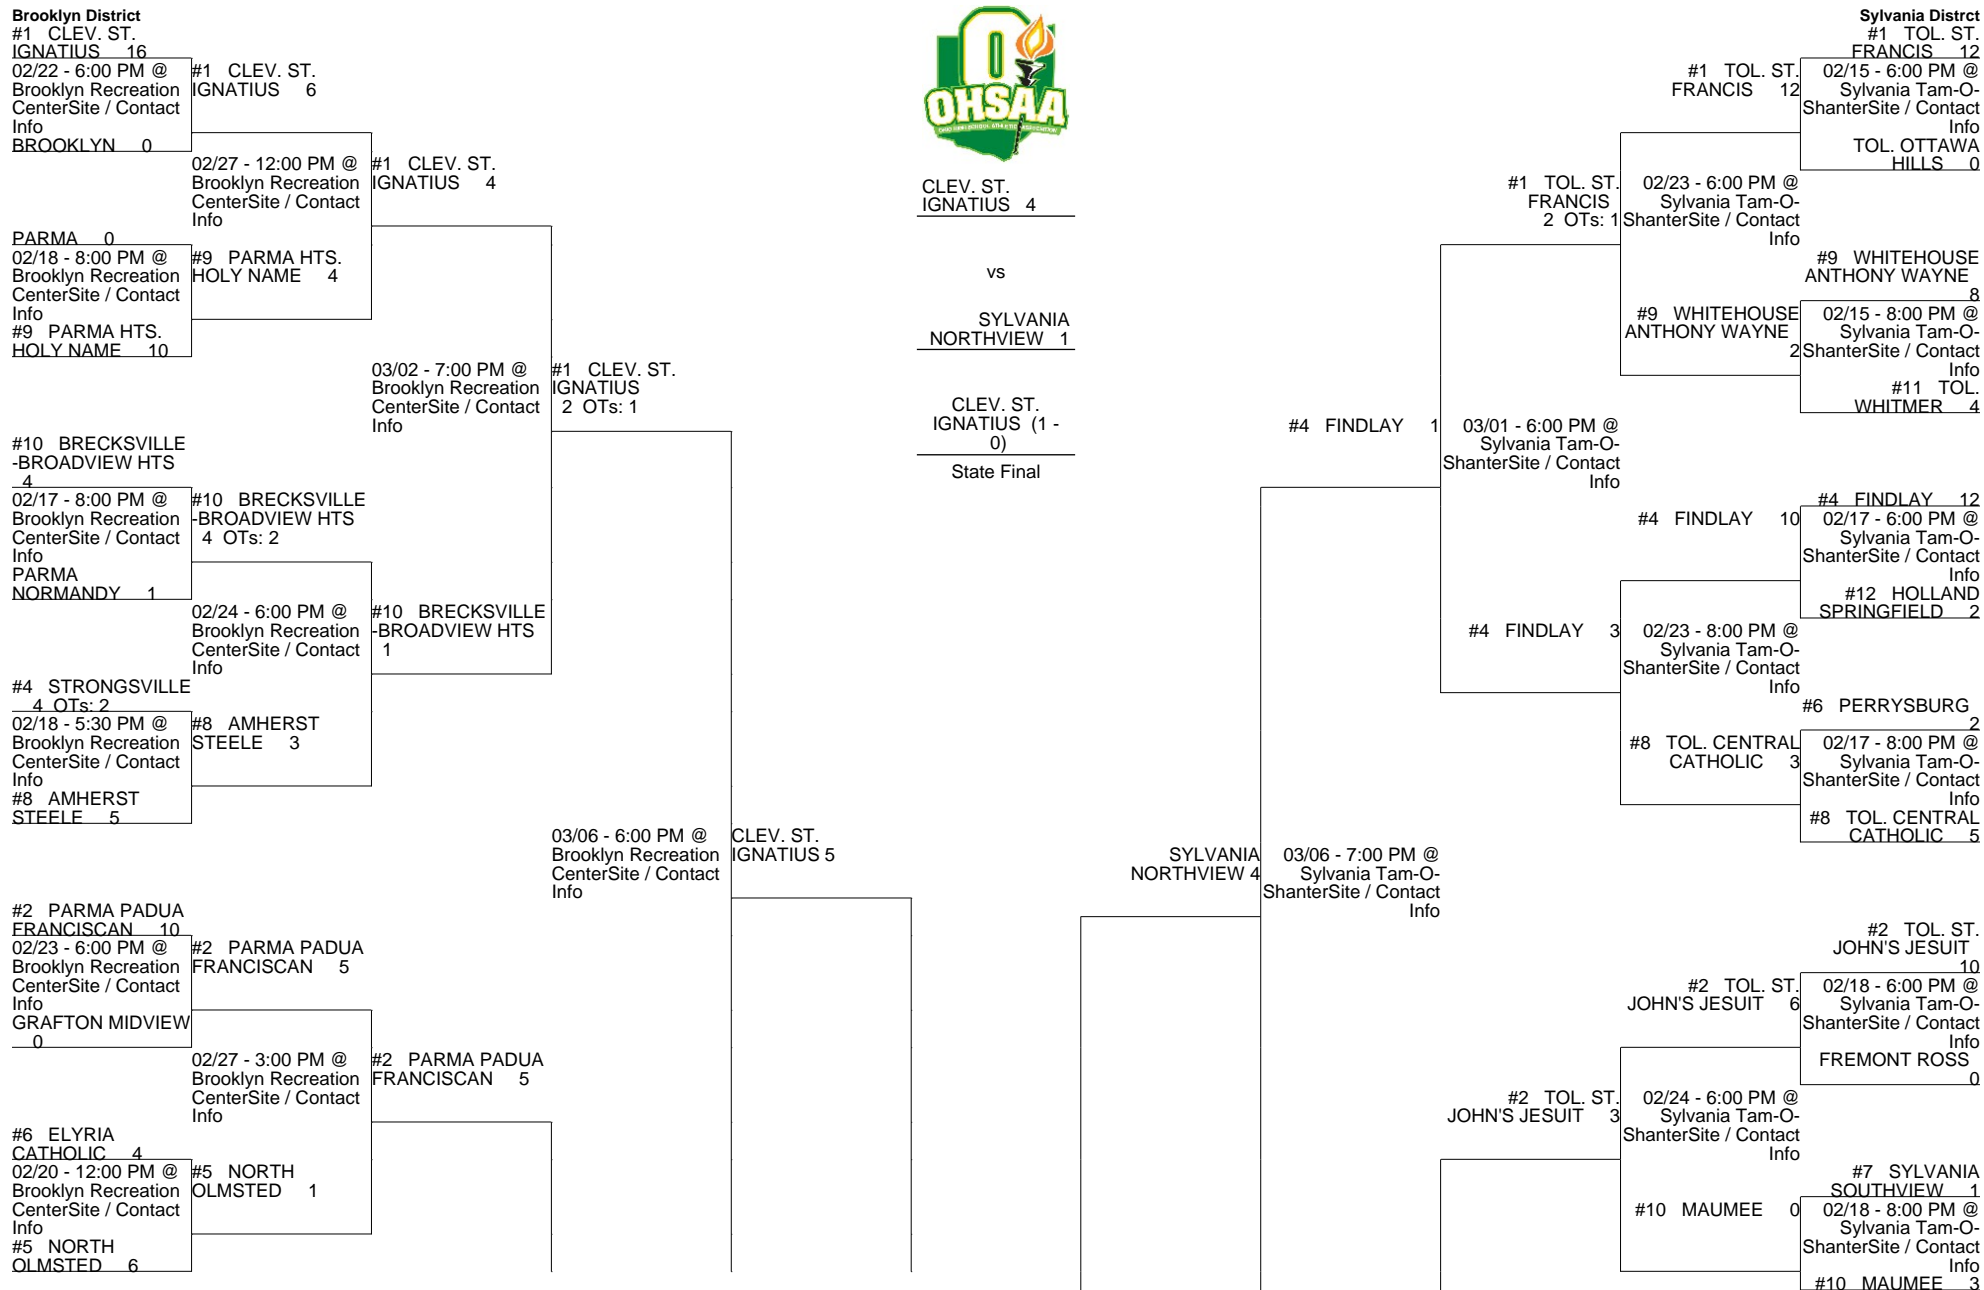 Brooklyn District
#1 CLEV. ST.
IGNATIUS 16
02/22 - 6:00 PM @
Brooklyn Recreation
CenterSite / Contact
Info
BROOKLYN 0
PARMA 0
02/18 - 8:00 PM @
Brooklyn Recreation
CenterSite / Contact
Info
#9 PARMA HTS.
HOLY NAME 10
#10 BRECKSVILLE
-BROADVIEW HTS
4
02/17 - 8:00 PM @
Brooklyn Recreation
CenterSite / Contact
Info
PARMA
NORMANDY 1
#4 STRONGSVILLE
4 OTs: 2
02/18 - 5:30 PM @
Brooklyn Recreation
CenterSite / Contact
Info
#8 AMHERST
STEELE 5
#2 PARMA PADUA
FRANCISCAN 10
02/23 - 6:00 PM @
Brooklyn Recreation
CenterSite / Contact
Info
GRAFTON MIDVIEW
0
#6 ELYRIA
CATHOLIC 4
02/20 - 12:00 PM @
Brooklyn Recreation
CenterSite / Contact
Info
#5 NORTH
OLMSTED 6
#1 CLEV. ST.
IGNATIUS 6
02/27 - 12:00 PM @
Brooklyn Recreation
CenterSite / Contact
Info
#9 PARMA HTS.
HOLY NAME 4
#10 BRECKSVILLE
-BROADVIEW HTS
4 OTs: 2
02/24 - 6:00 PM @
Brooklyn Recreation
CenterSite / Contact
Info
#8 AMHERST
STEELE 3
#2 PARMA PADUA
FRANCISCAN 5
02/27 - 3:00 PM @
Brooklyn Recreation
CenterSite / Contact
Info
#5 NORTH
OLMSTED 1
#1 CLEV. ST.
IGNATIUS 4
03/02 - 7:00 PM @
Brooklyn Recreation
CenterSite / Contact
Info
#10 BRECKSVILLE
-BROADVIEW HTS
1
#2 PARMA PADUA
FRANCISCAN 5
#1 CLEV. ST.
IGNATIUS
2 OTs: 1
03/06 - 6:00 PM @
Brooklyn Recreation
CenterSite / Contact
Info
CLEV. ST.
IGNATIUS 5
OHSAA
CLEV. ST.
IGNATIUS 4
vs
SYLVANIA
NORTHVIEW 1
CLEV. ST.
IGNATIUS (1 -
0)
State Final
SYLVANIA
NORTHVIEW 4
#4 FINDLAY 1
03/06 - 7:00 PM @
Sylvania Tam-O-
ShanterSite / Contact
Info
#1 TOL. ST.
FRANCIS
2 OTs: 1
03/01 - 6:00 PM @
Sylvania Tam-O-
ShanterSite / Contact
Info
#4 FINDLAY 3
#2 TOL. ST.
JOHN'S JESUIT 3
#1 TOL. ST.
FRANCIS 12
02/23 - 6:00 PM @
Sylvania Tam-O-
ShanterSite / Contact
Info
#9 WHITEHOUSE
ANTHONY WAYNE
2
#4 FINDLAY 10
02/23 - 8:00 PM @
Sylvania Tam-O-
ShanterSite / Contact
Info
#8 TOL. CENTRAL
CATHOLIC 3
#2 TOL. ST.
JOHN'S JESUIT 6
02/24 - 6:00 PM @
Sylvania Tam-O-
ShanterSite / Contact
Info
#10 MAUMEE 0
Sylvania Distrct
#1 TOL. ST.
FRANCIS 12
02/15 - 6:00 PM @
Sylvania Tam-O-
ShanterSite / Contact
Info
TOL. OTTAWA
HILLS 0
#9 WHITEHOUSE
ANTHONY WAYNE
8
02/15 - 8:00 PM @
Sylvania Tam-O-
ShanterSite / Contact
Info
#11 TOL.
WHITMER 4
#4 FINDLAY 12
02/17 - 6:00 PM @
Sylvania Tam-O-
ShanterSite / Contact
Info
#12 HOLLAND
SPRINGFIELD 2
#6 PERRYSBURG
2
02/17 - 8:00 PM @
Sylvania Tam-O-
ShanterSite / Contact
Info
#8 TOL. CENTRAL
CATHOLIC 5
#2 TOL. ST.
JOHN'S JESUIT
10
02/18 - 6:00 PM @
Sylvania Tam-O-
ShanterSite / Contact
Info
FREMONT ROSS
0
#7 SYLVANIA
SOUTHVIEW 1
02/18 - 8:00 PM @
Sylvania Tam-O-
ShanterSite / Contact
Info
#10 MAUMEE 3